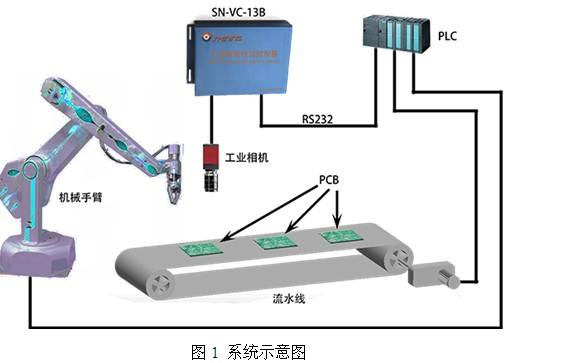 SN-VC-13B
PLC
RS232
工业相机
机械手臂
PCB
流水线
图 1 系统示意图